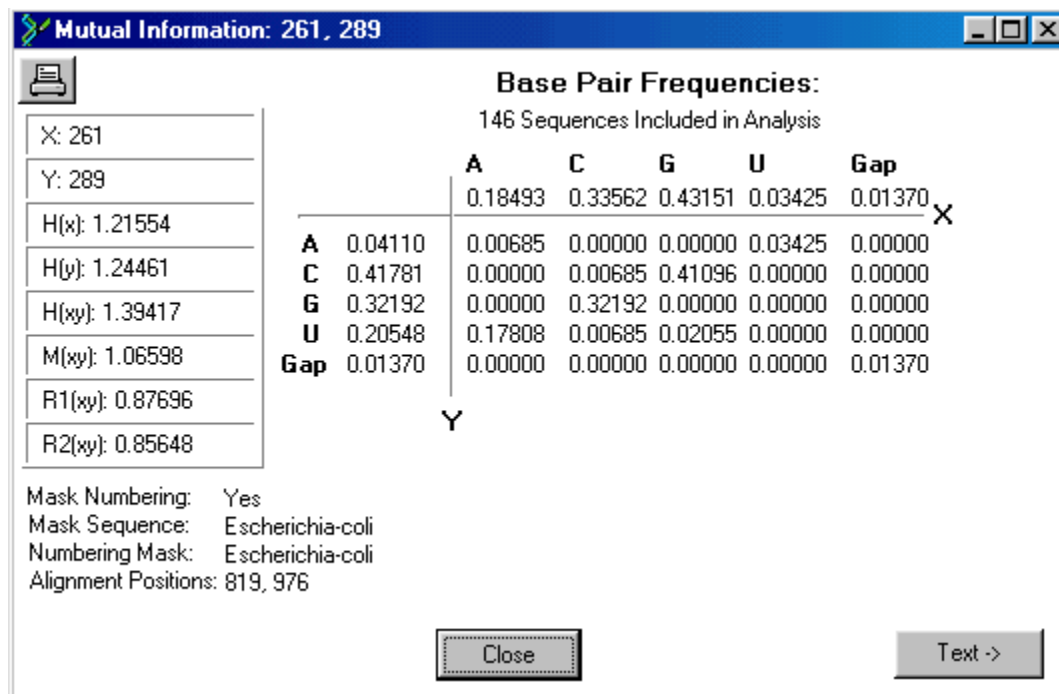 Mutual Information: 261, 289
Base Pair Frequencies:
146 Sequences Included in Analysis
X: 261
Y: 289
H(x): 1.21554
H(y): 1.24461
H(xy): 1.39417
M(xy): 1.06598
R1(xy): 0.87696
R2(xy): 0.85648
A C G U Gap
0.18493 0.33562 0.43151 0.03425 0.01370 X
A 0.04110 0.00685 0.00000 0.00000 0.03425 0.00000
C 0.41781 0.00000 0.00685 0.41096 0.00000 0.00000
G 0.32192 0.00000 0.32192 0.00000 0.00000 0.00000
U 0.20548 0.17808 0.00685 0.02055 0.00000 0.00000
Gap 0.01370 0.00000 0.00000 0.00000 0.00000 0.01370
Y
Mask Numbering: Yes
Mask Sequence: Escherichia-coli
Numbering Mask: Escherichia-coli
Alignment Positions: 819, 976
Close
Text ->